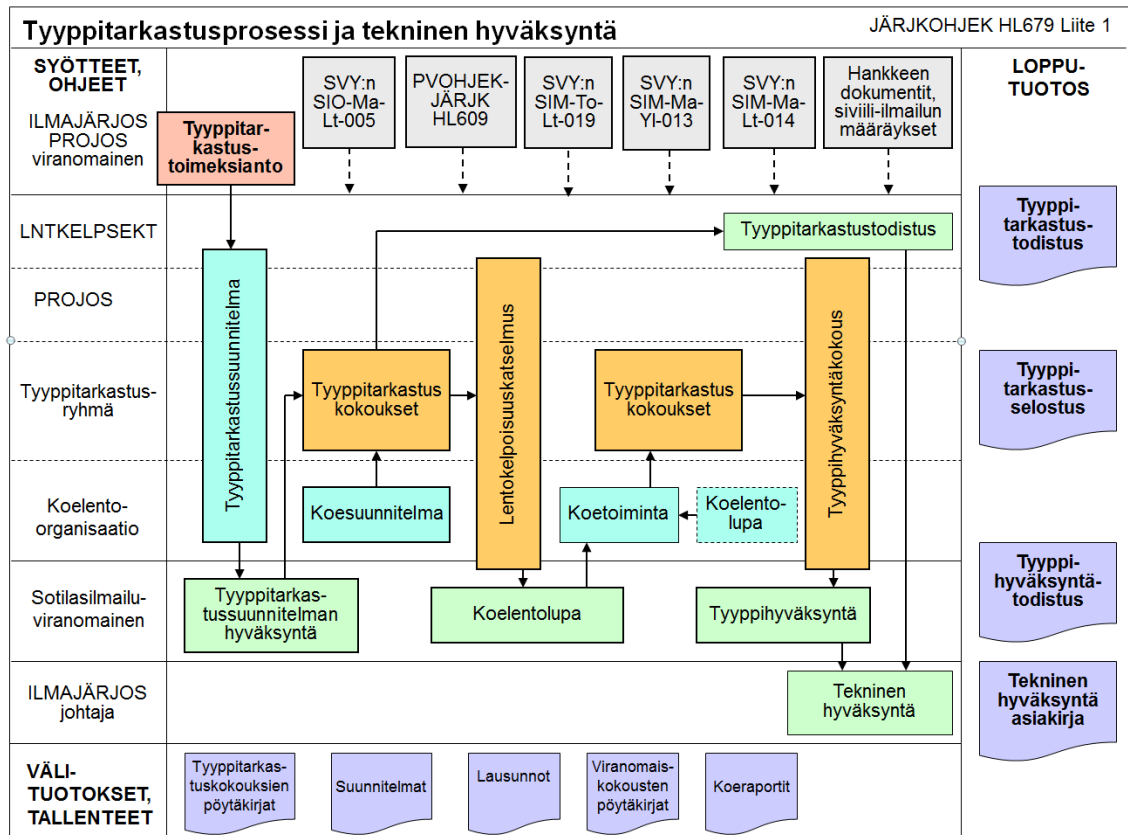 Tyyppitarkastusprosessi ja tekninen hyväksyntä
JÄRJKOHJEK HL679 Liite 1
SYÖTTEET,
OHJEET
ILMAJÄRJOS
PROJOS
viranomainen
Tyyppitar-
kastus-
toimeksianto
SVY:n
SIO-Ma-
Lt-005
PVOHJEK-
JÄRJK
HL609
SVY:n
SIM-To-
Lt-019
SVY:n
SIM-Ma-
Yl-013
SVY:n
SIM-Ma-
Lt-014
Hankkeen
dokumentit,
siviili-ilmailun
määräykset
LOPPU-
TUOTOS
LNTKELPSEKT
Tyyppitarkastustodistus
Tyyppi-
tarkastus-
todistus
PROJOS
Tyyppitarkastussuunnitelma
Lentokelpoisuuskatselmus
Tyyppihyväksyntäkokous
Tyyppitarkastus-
ryhmä
Tyyppitarkastus
kokoukset
Tyyppitarkastus
kokoukset
Tyyppi-
tarkastus-
selostus
Koelento-
organisaatio
Koesuunnitelma
Koetoiminta
Koelento-
lupa
Sotilasilmailu-
viranomainen
Tyyppitarkas-
tussuunnitelman
hyväksyntä
Koelentolupa
Tyyppihyväksyntä
Tyyppi-
hyväksyntä-
todistus
ILMAJÄRJOS
johtaja
Tekninen
hyväksyntä
Tekninen
hyväksyntä
asiakirja
VÄLI-
TUOTOKSET,
TALLENTEET
Tyyppitarkas-
tuskokouksien
pöytäkirjat
Suunnitelmat
Lausunnot
Viranomais-
kokousten
pöytäkirjat
Koeraportit